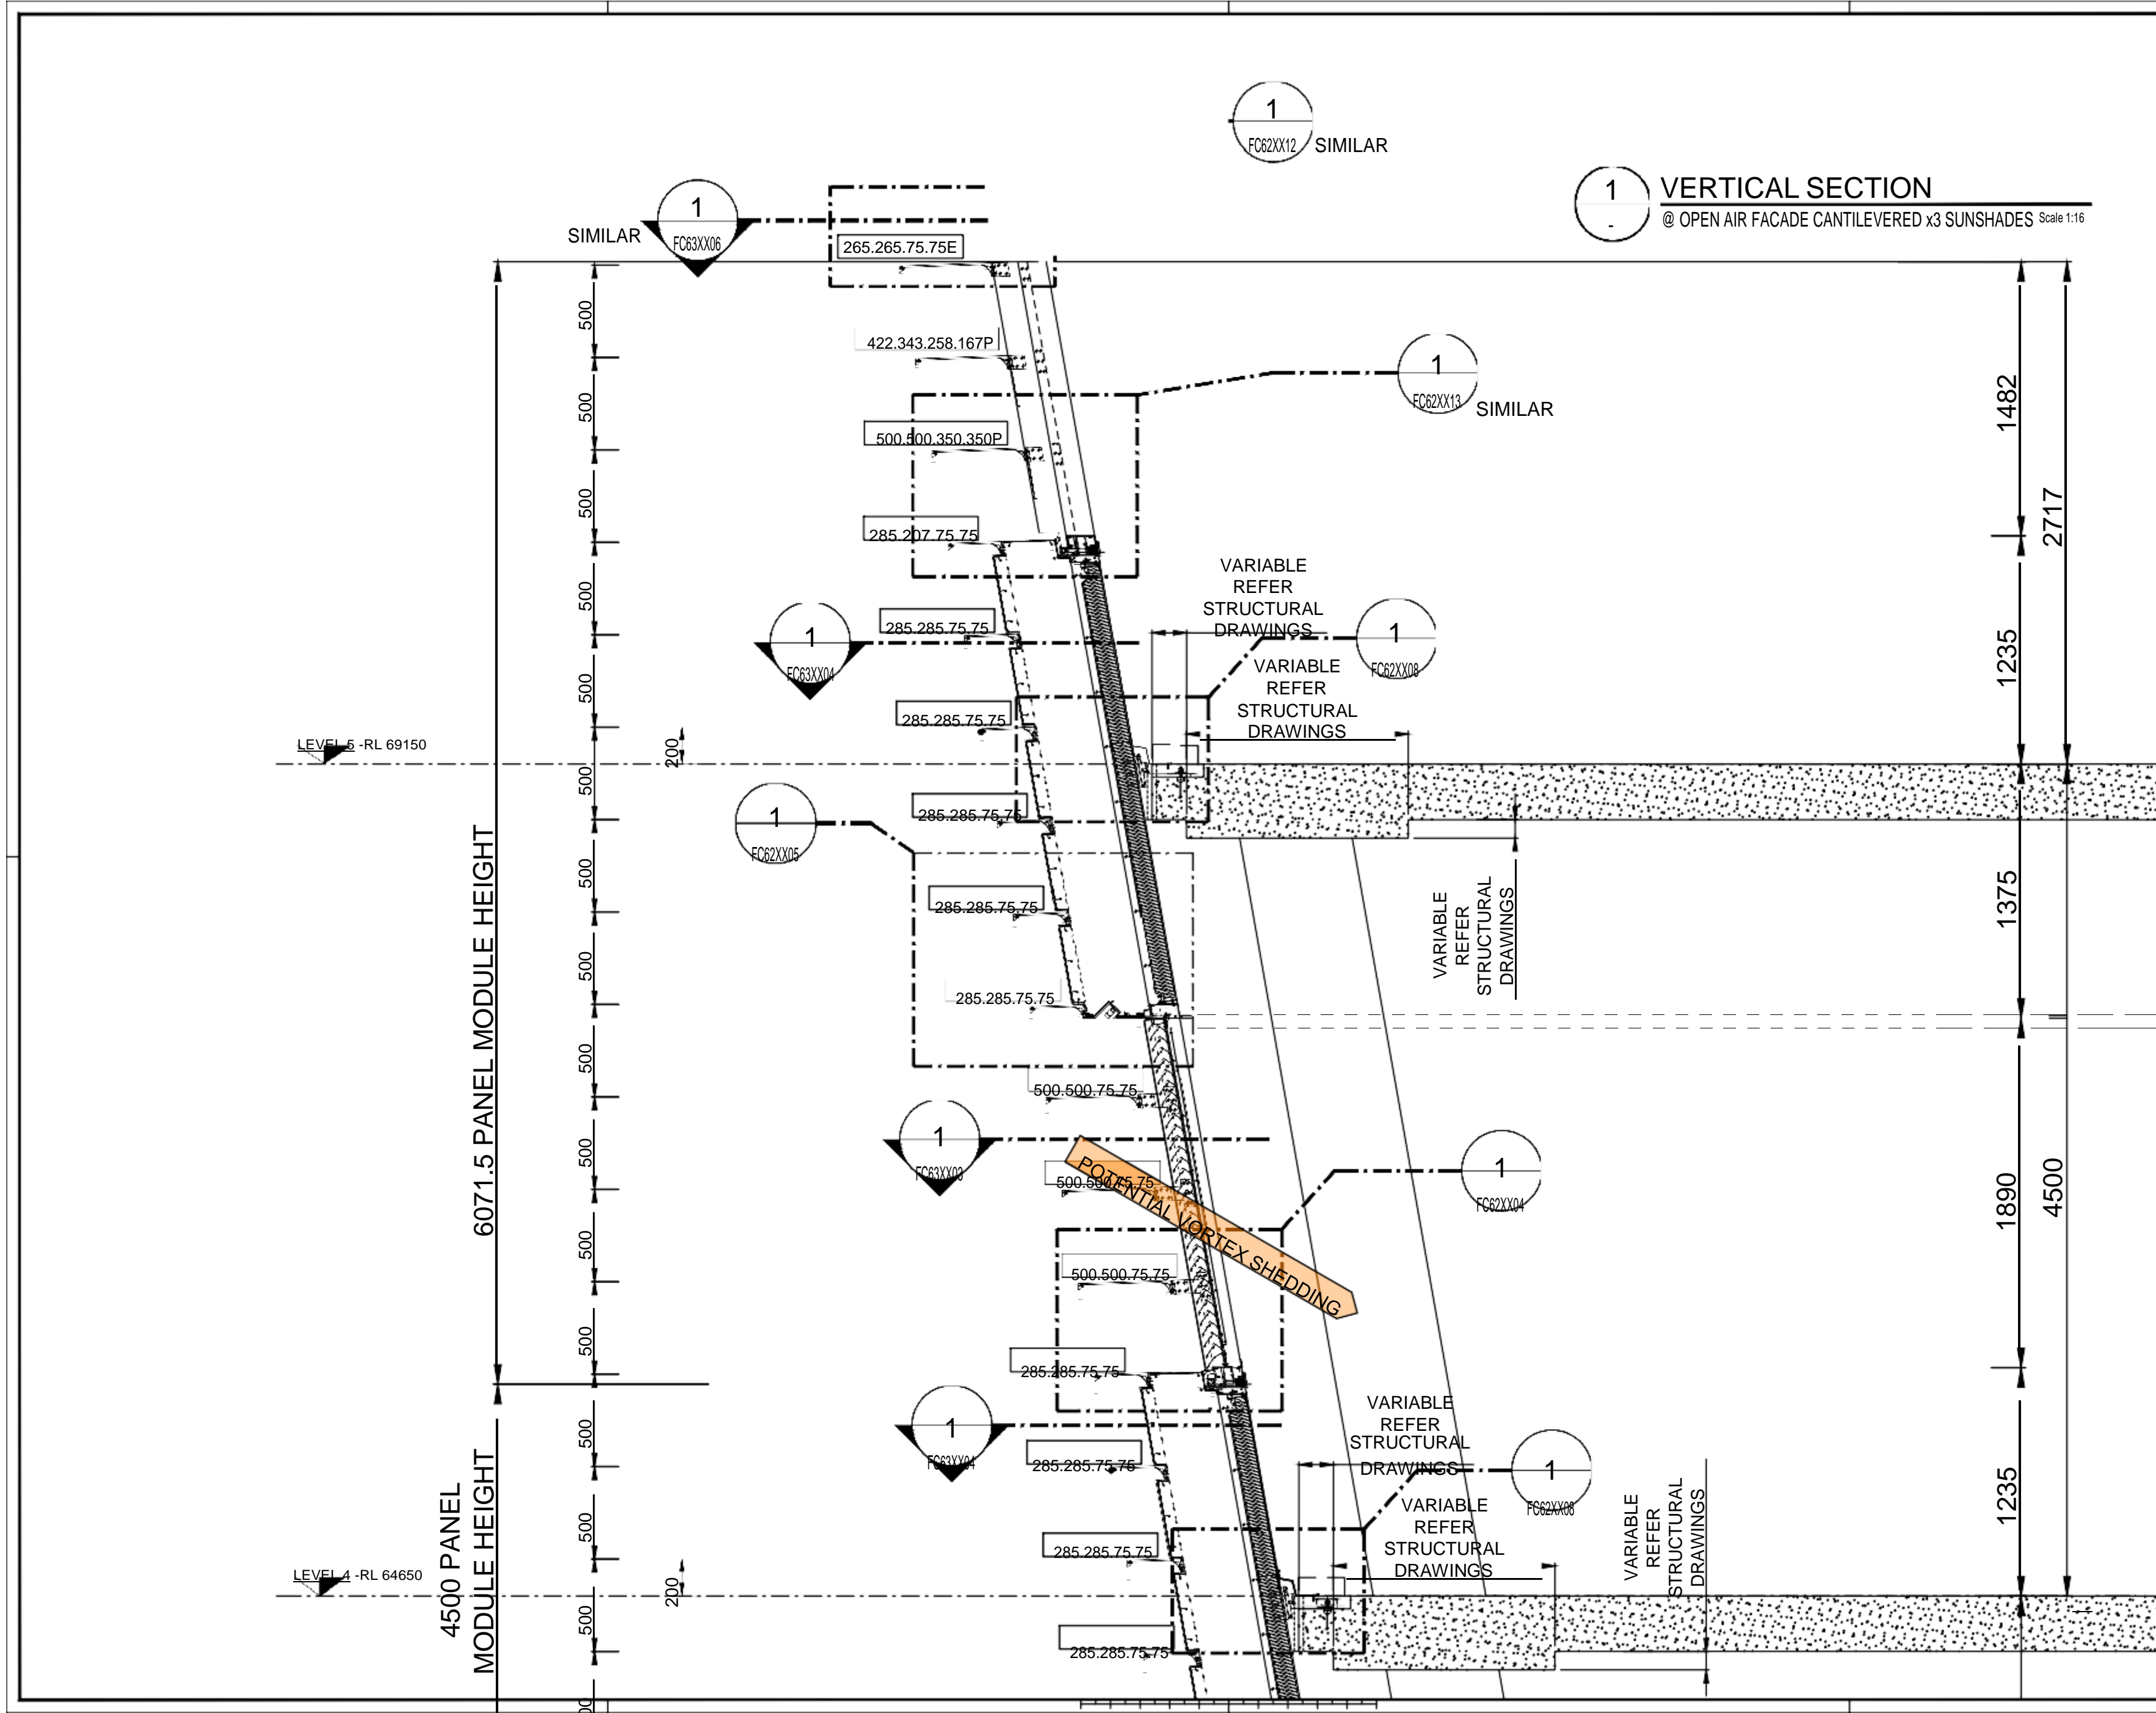 1
FC62XX12 SIMILAR
1 VERTICAL SECTION
- @ OPEN AIR FACADE CANTILEVERED x3 SUNSHADES Scale 1:16
1
SIMILAR FC63XX06
265.265.75.75E
500
422.343.258.167P
1
FC62XX13 SIMILAR
500
1482
500.500.350.350P
500
2717
285.207.75.75
VARIABLE
REFER
STRUCTURAL
DRAWINGS
500
285.285.75.75
1
FC63XX04
1
FC62XX08
1235
VARIABLE
REFER
STRUCTURAL
DRAWINGS
500
285.285.75.75
LEVEL 5 -RL 69150
200
500
285.285.75.75
1
FC62XX05
500
285.285.75.75
VARIABLE
REFER
STRUCTURAL
DRAWINGS
1375
500
285.285.75.75
6071.5 PANEL MODULE HEIGHT
500
500.500.75.75
1
FC63XX03
500
500.500.75.75
POTENTIAL VORTEX SHEDDING
1
FC62XX04
1890
4500
500
500.500.75.75
500
285.285.75.75
1
FC63XX04
500
285.285.75.75
VARIABLE
REFER
STRUCTURAL
DRAWINGS
1
FC62XX08
4500 PANEL
MODULE HEIGHT
500
285.285.75.75
VARIABLE
REFER
STRUCTURAL
DRAWINGS
VARIABLE
REFER
STRUCTURAL
DRAWINGS
1235
LEVEL 4 -RL 64650
200
500
285.285.75.75